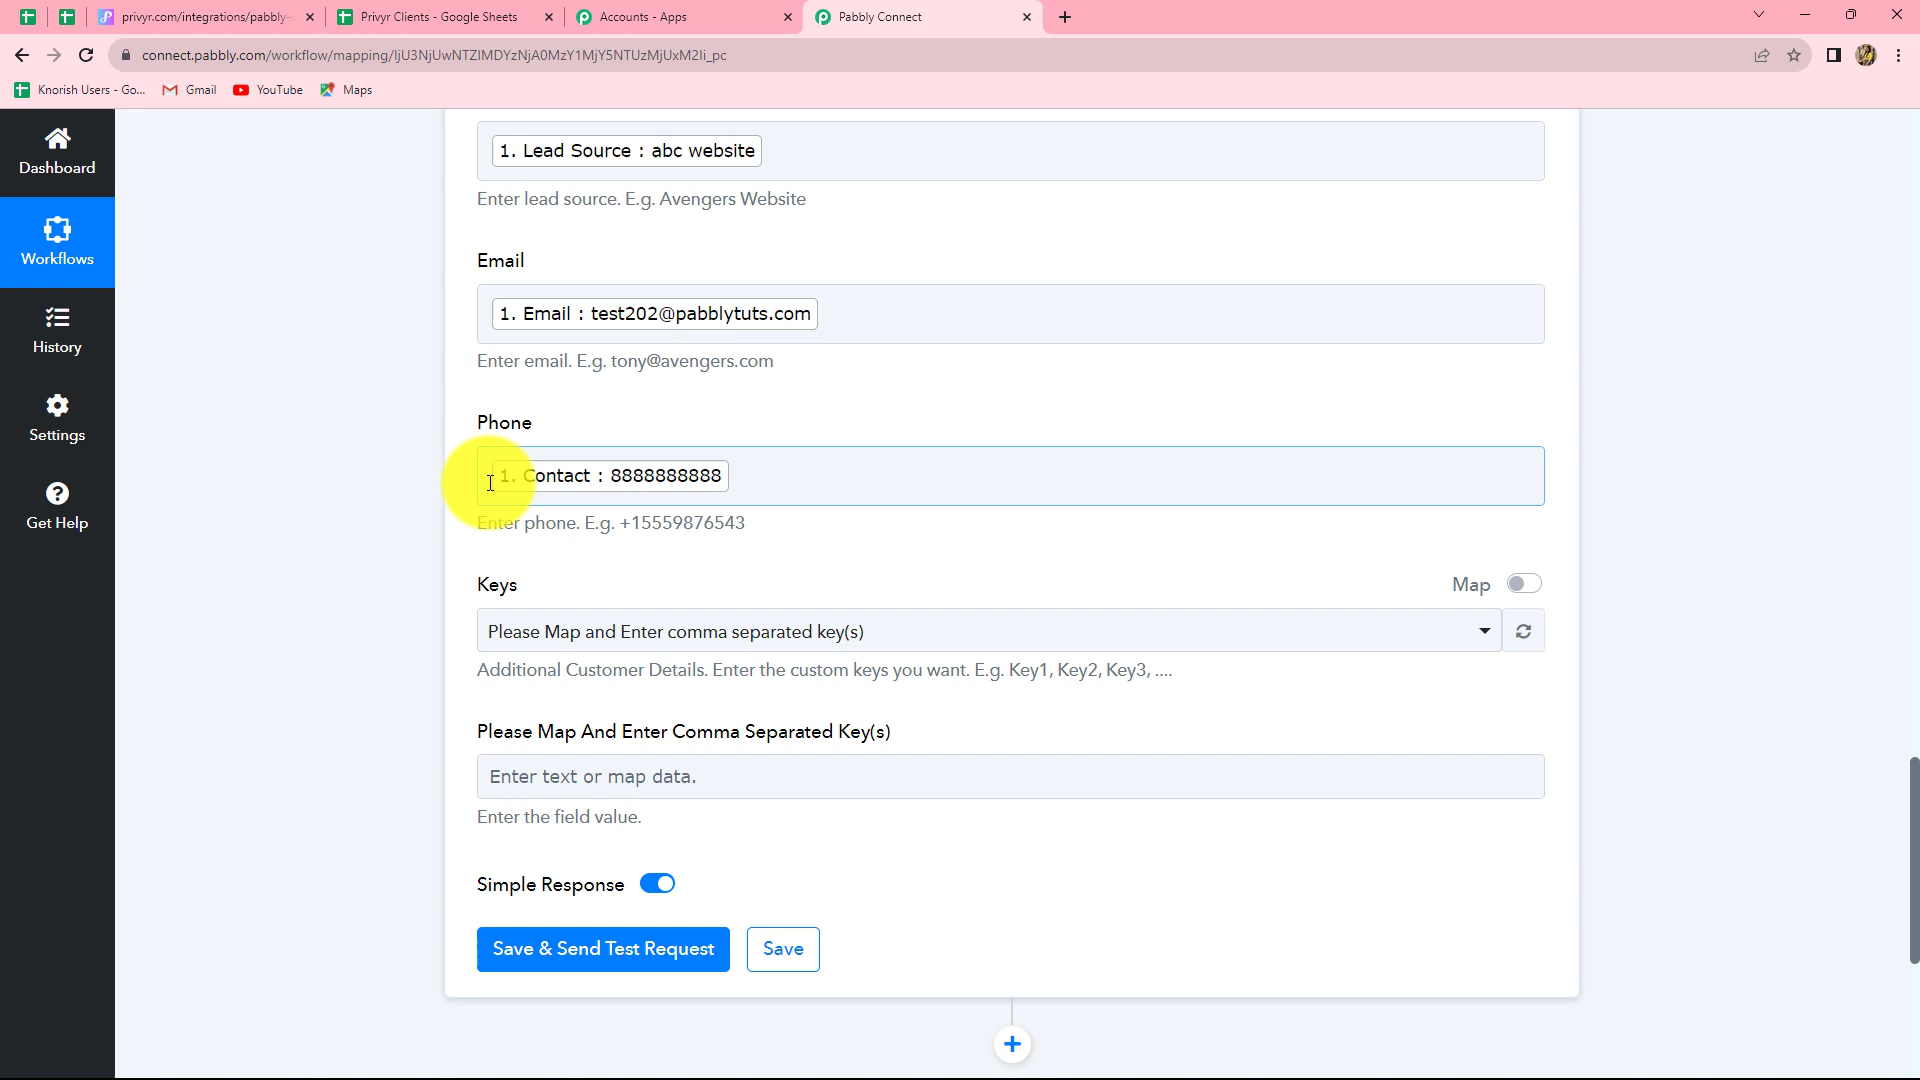 privyr.com/integrations/pabbly-
Privyr Clients - Google Sheets
Accounts - Apps
Pabbly Connect
connect.pabbly.com/workflow/mapping/IjU3NjUwNTZlMDYzNjA0MzY1MjY5NTUzMjUxM2Ii_pc
Knorish Users - Go...
Gmail
YouTube
Maps
Dashboard
Workflows
History
Settings
Get Help
1. Lead Source : abc website
Enter lead source. E.g. Avengers Website
Email
1. Email : test202@pabblytuts.com
Enter email. E.g. tony@avengers.com
Phone
1. Contact : 8888888888
Enter phone. E.g. +15559876543
Keys
Map
Please Map and Enter comma separated key(s)
Additional Customer Details. Enter the custom keys you want. E.g. Key1, Key2, Key3, ....
Please Map And Enter Comma Separated Key(s)
Enter text or map data.
Enter the field value.
Simple Response
Save & Send Test Request
Save